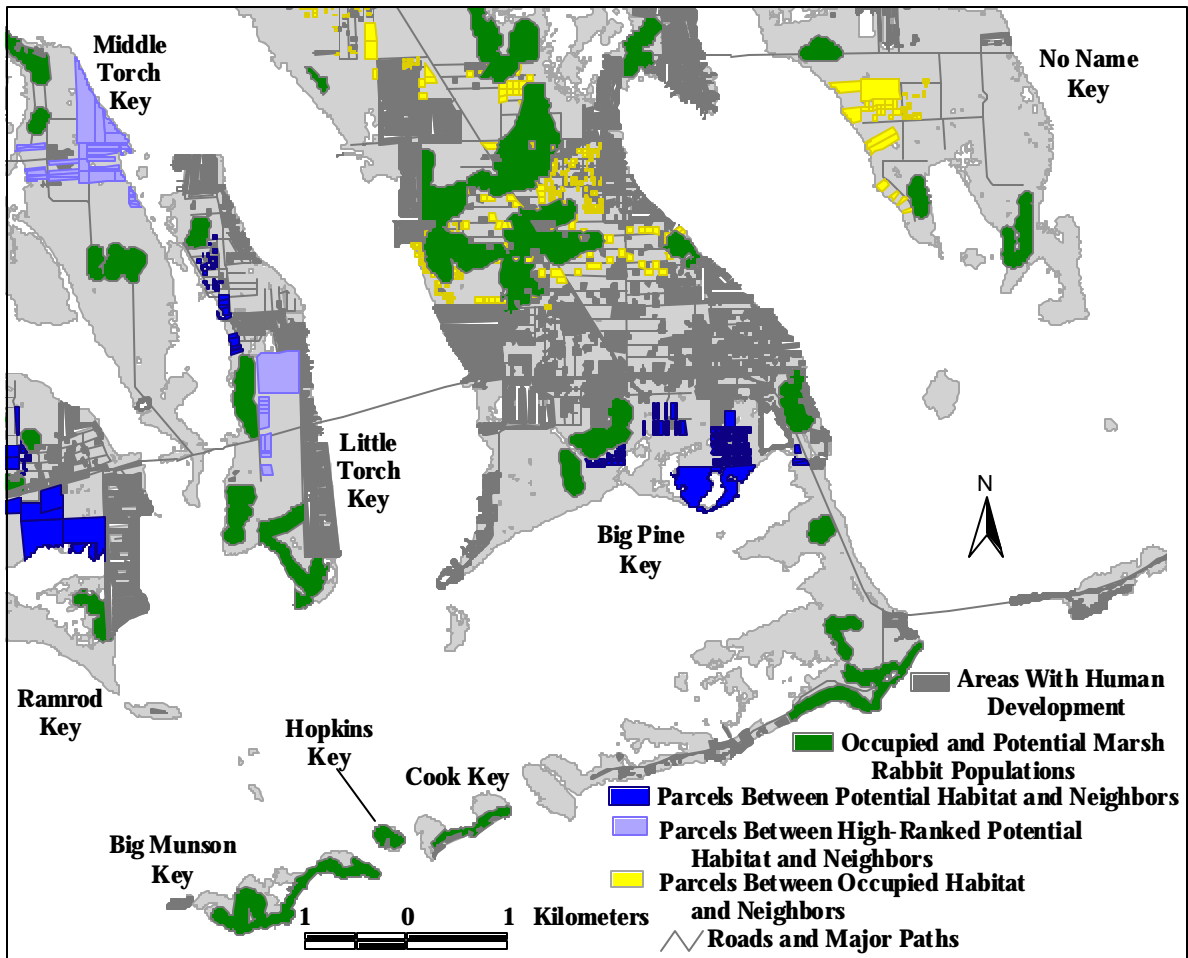 Middle
Torch
Key
No Name
Key
N
Little
Torch
Key
Big Pine
Key
Ramrod
Key
Hopkins
Key
Cook Key
Big Munson
Key
Areas With Human
Development
Occupied and Potential Marsh
Rabbit Populations
Parcels Between Potential Habitat and Neighbors
Parcels Between High-Ranked Potential
Habitat and Neighbors
Parcels Between Occupied Habitat
and Neighbors
Roads and Major Paths
1 0 1 Kilometers